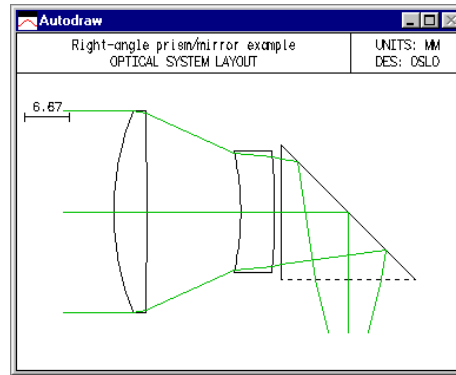 Autodraw
Right-angle prism/mirror example
OPTICAL SYSTEM LAYOUT
UNITS: MM
DES: OSLO
6.67